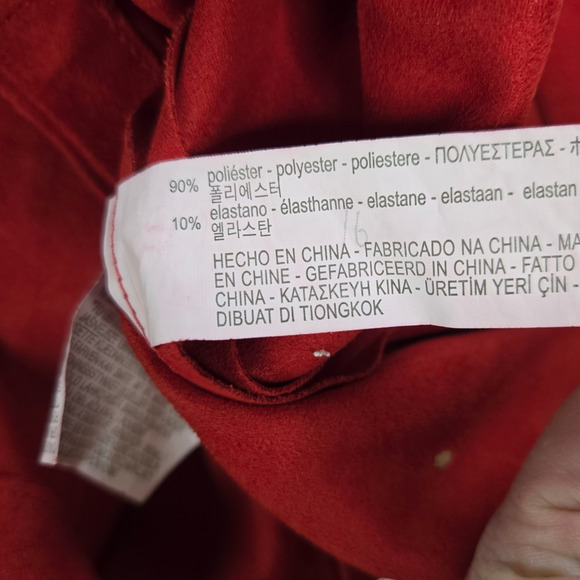 90% poliéster - polyester - poliestere - ΠΟΛΥΕΣΤΕΡΑΣ -
폴리에스터
10% elastano - élasthanne - elastane - elastaan - elastan
엘라스탄
16
HECHO EN CHINA - FABRICADO NA CHINA - MA
EN CHINE - GEFABRICEERD IN CHINA - FATTO
CHINA - ΚΑΤΑΣΚΕΥΗ ΚΙΝΑ - ÜRETİM YERİ ÇİN -
DIBUAT DI TIONGKOK